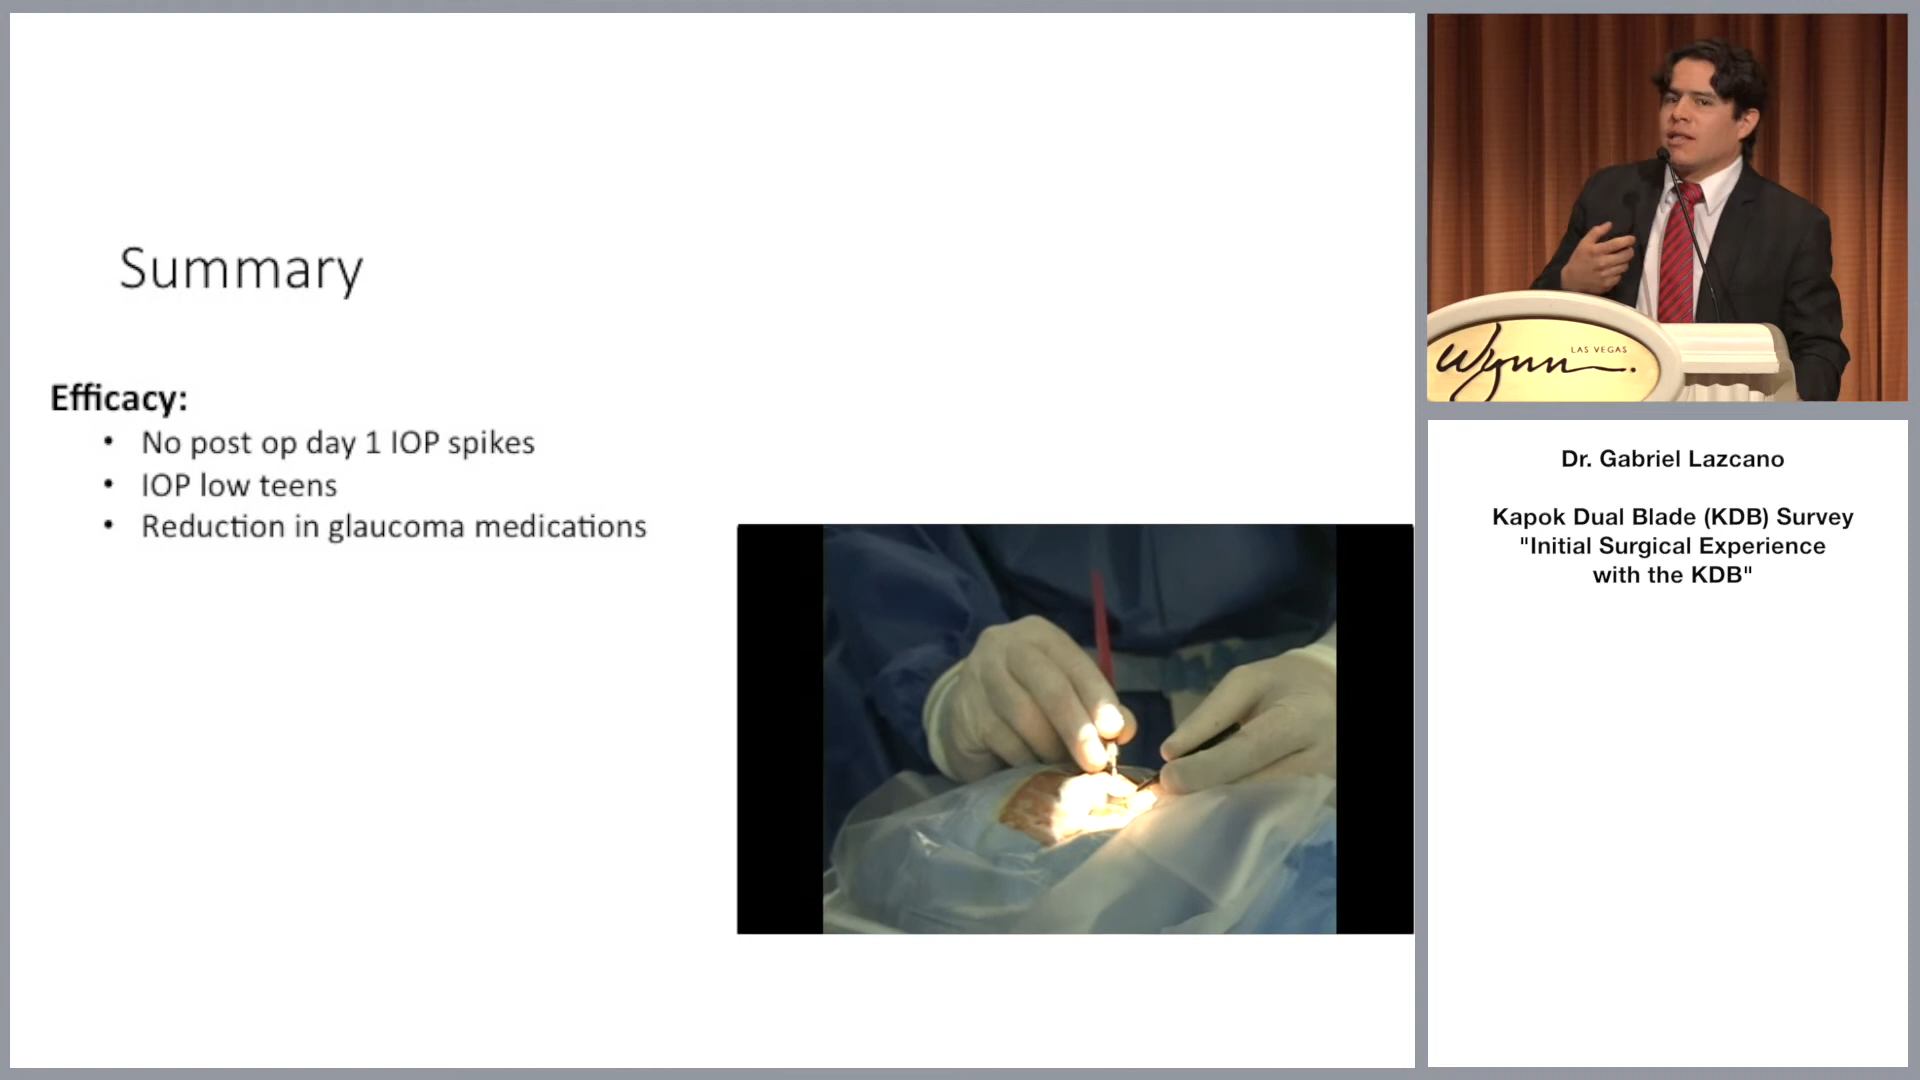 Summary
Efficacy:
• No post op day 1 IOP spikes
• IOP low teens
• Reduction in glaucoma medications
Wynn.
LAS VEGAS
Dr. Gabriel Lazcano
Kapok Dual Blade (KDB) Survey
"Initial Surgical Experience
with the KDB"